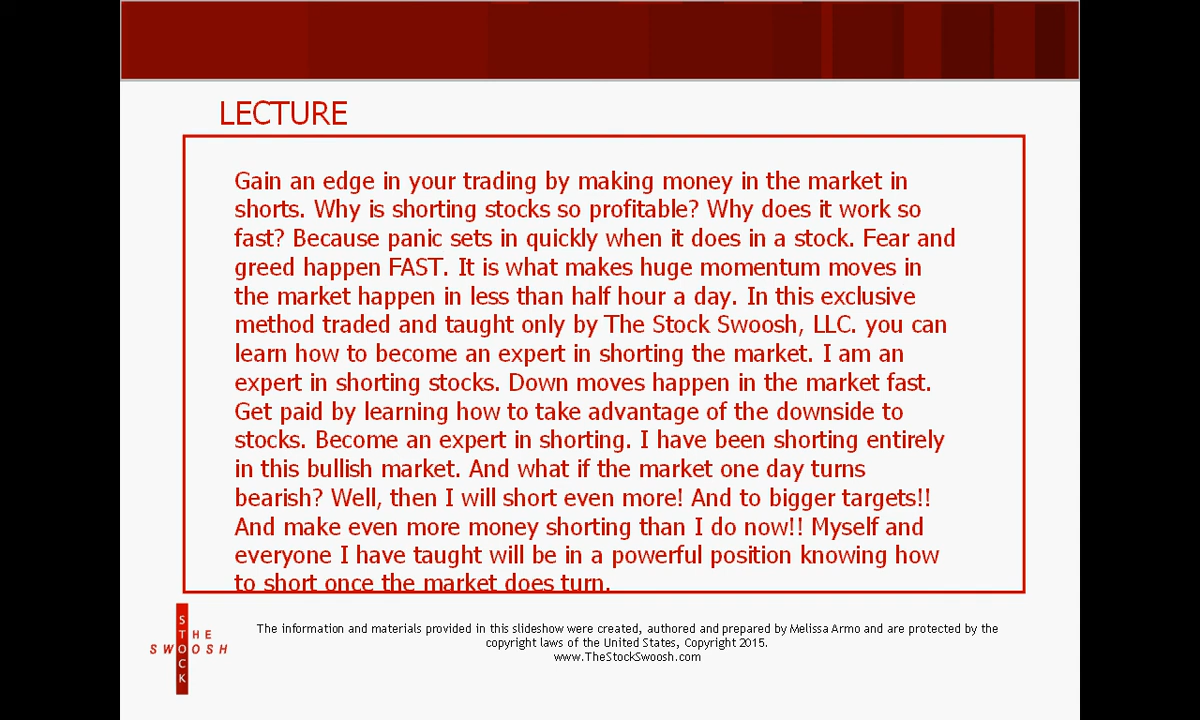 LECTURE
Gain an edge in your trading by making money in the market in
shorts. Why is shorting stocks so profitable? Why does it work so
fast? Because panic sets in quickly when it does in a stock. Fear and
greed happen FAST. It is what makes huge momentum moves in
the market happen in less than half hour a day. In this exclusive
method traded and taught only by The Stock Swoosh, LLC. you can
learn how to become an expert in shorting the market. I am an
expert in shorting stocks. Down moves happen in the market fast.
Get paid by learning how to take advantage of the downside to
stocks. Become an expert in shorting. I have been shorting entirely
in this bullish market. And what if the market one day turns
bearish? Well, then I will short even more! And to bigger targets!!
And make even more money shorting than I do now!! Myself and
everyone I have taught will be in a powerful position knowing how
to short once the market does turn.
THE
STOCK
SWOOSH
The information and materials provided in this slideshow were created, authored and prepared by Melissa Armo and are protected by the
copyright laws of the United States, Copyright 2015.
www.TheStockSwoosh.com